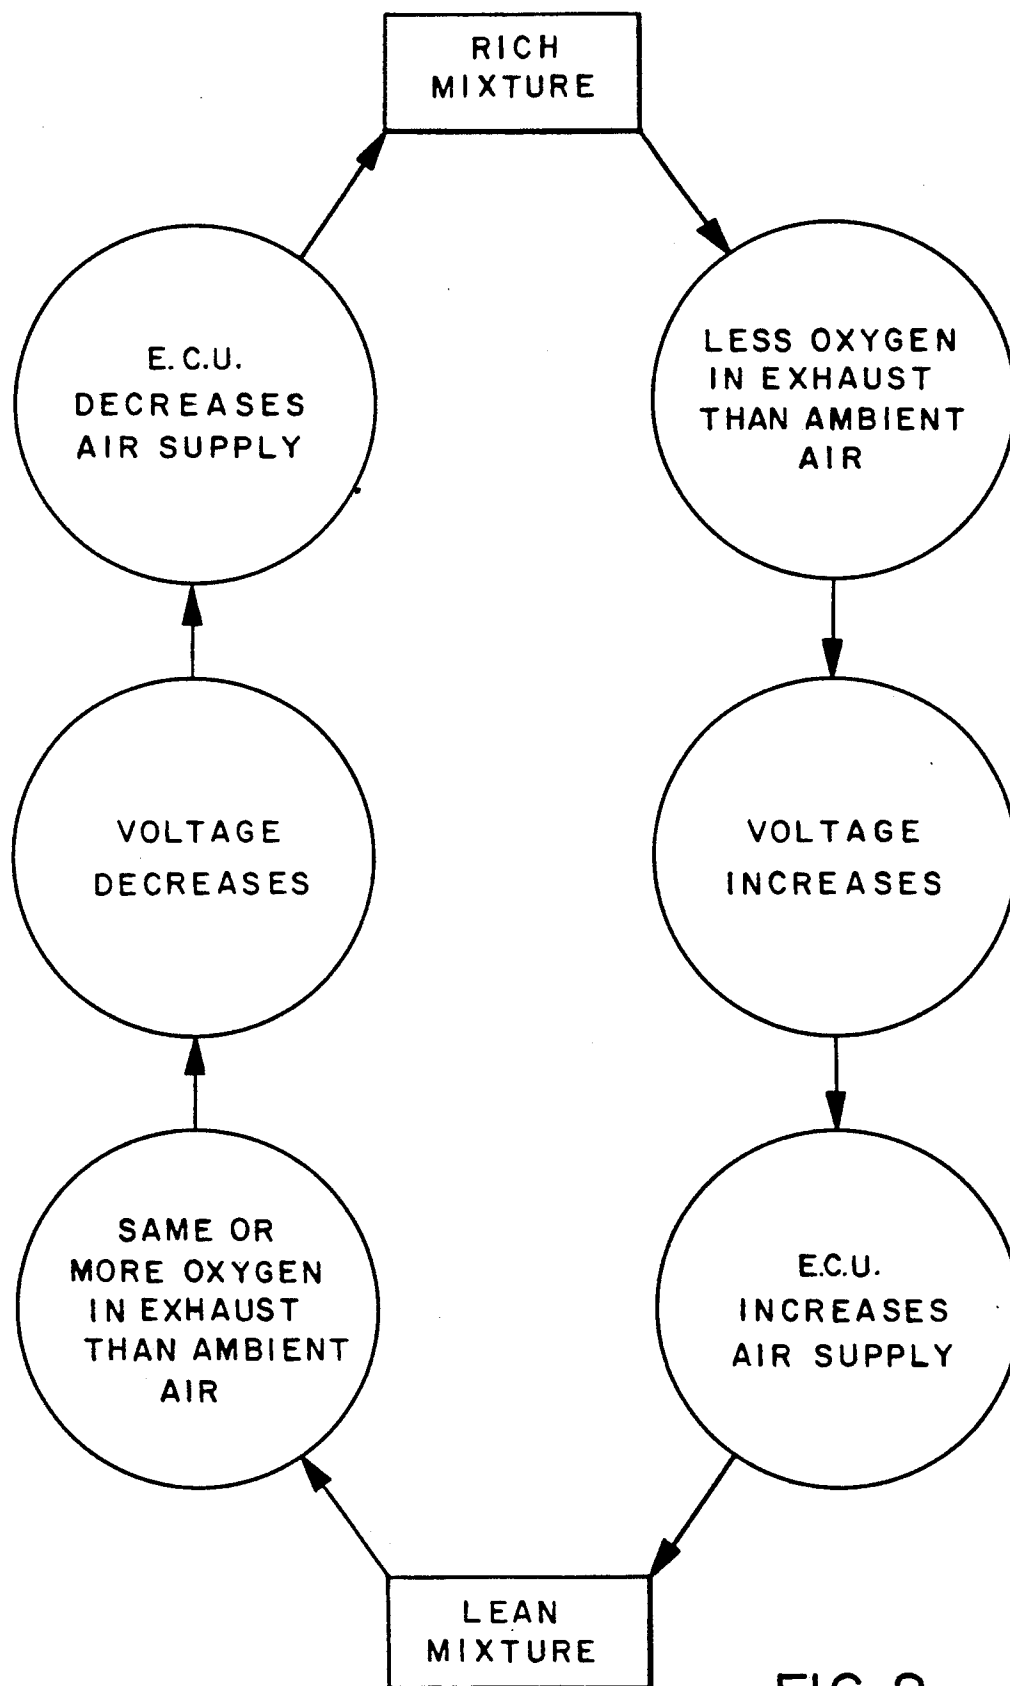 RICH
MIXTURE
E.C.U.
DECREASES
AIR SUPPLY
LESS OXYGEN
IN EXHAUST
THAN AMBIENT
AIR
VOLTAGE
DECREASES
VOLTAGE
INCREASES
SAME OR
MORE OXYGEN
IN EXHAUST
THAN AMBIENT
AIR
E.C.U.
INCREASES
AIR SUPPLY
LEAN
MIXTURE
FIG